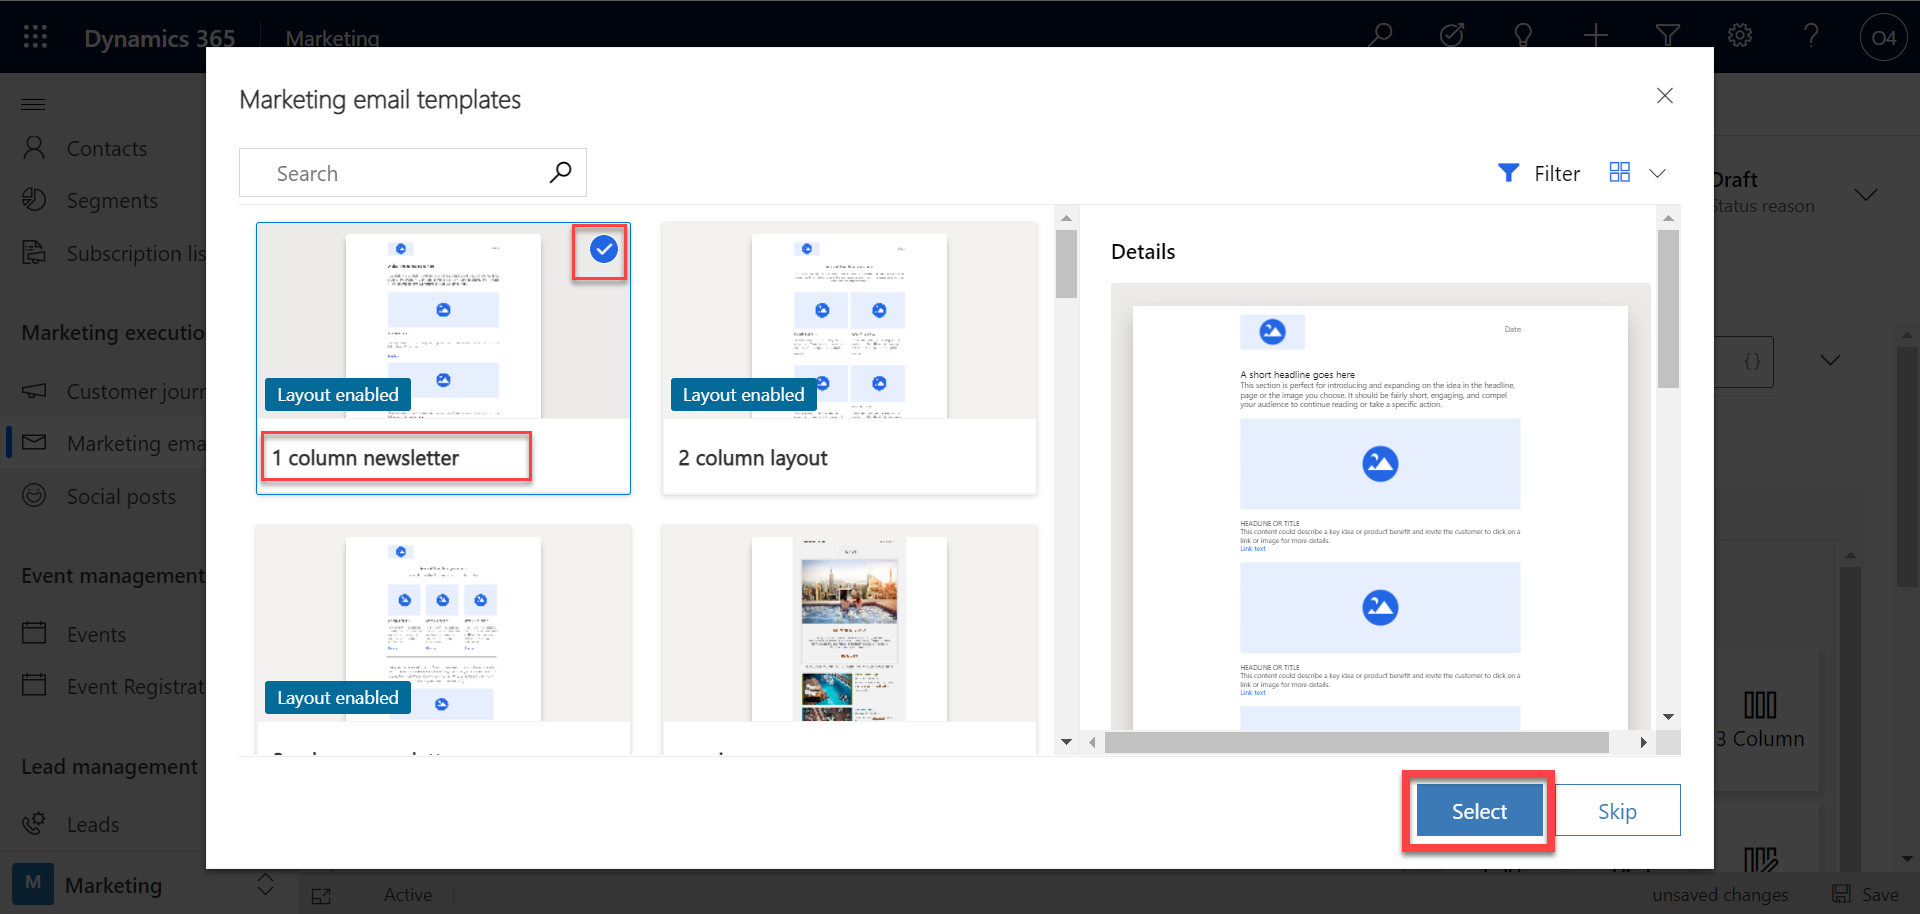 Dynamics 365
Marketing
O4
Marketing email templates
Search
Filter
Contacts
Segments
Subscription lis
Marketing executio
Customer journ
Marketing emai
Social posts
Event management
Events
Event Registrat
Lead management
Leads
M
Marketing
Layout enabled
1 column newsletter
Layout enabled
2 column layout
Layout enabled
Details
Date
A short headline goes here
This section is perfect for introducing and expanding on the idea in the headline,
page or the image you choose. It should be fairly short, engaging, and compel
your audience to continue reading or take a specific action.
HEADLINE OR TITLE
This content could describe a key idea or product benefit and invite the customer to click on a
link or image for more details.
Link text
HEADLINE OR TITLE
This content could describe a key idea or product benefit and invite the customer to click on a
link or image for more details.
Link text
Draft
Status reason
{}
3 Column
Select
Skip
Active
unsaved changes
Save